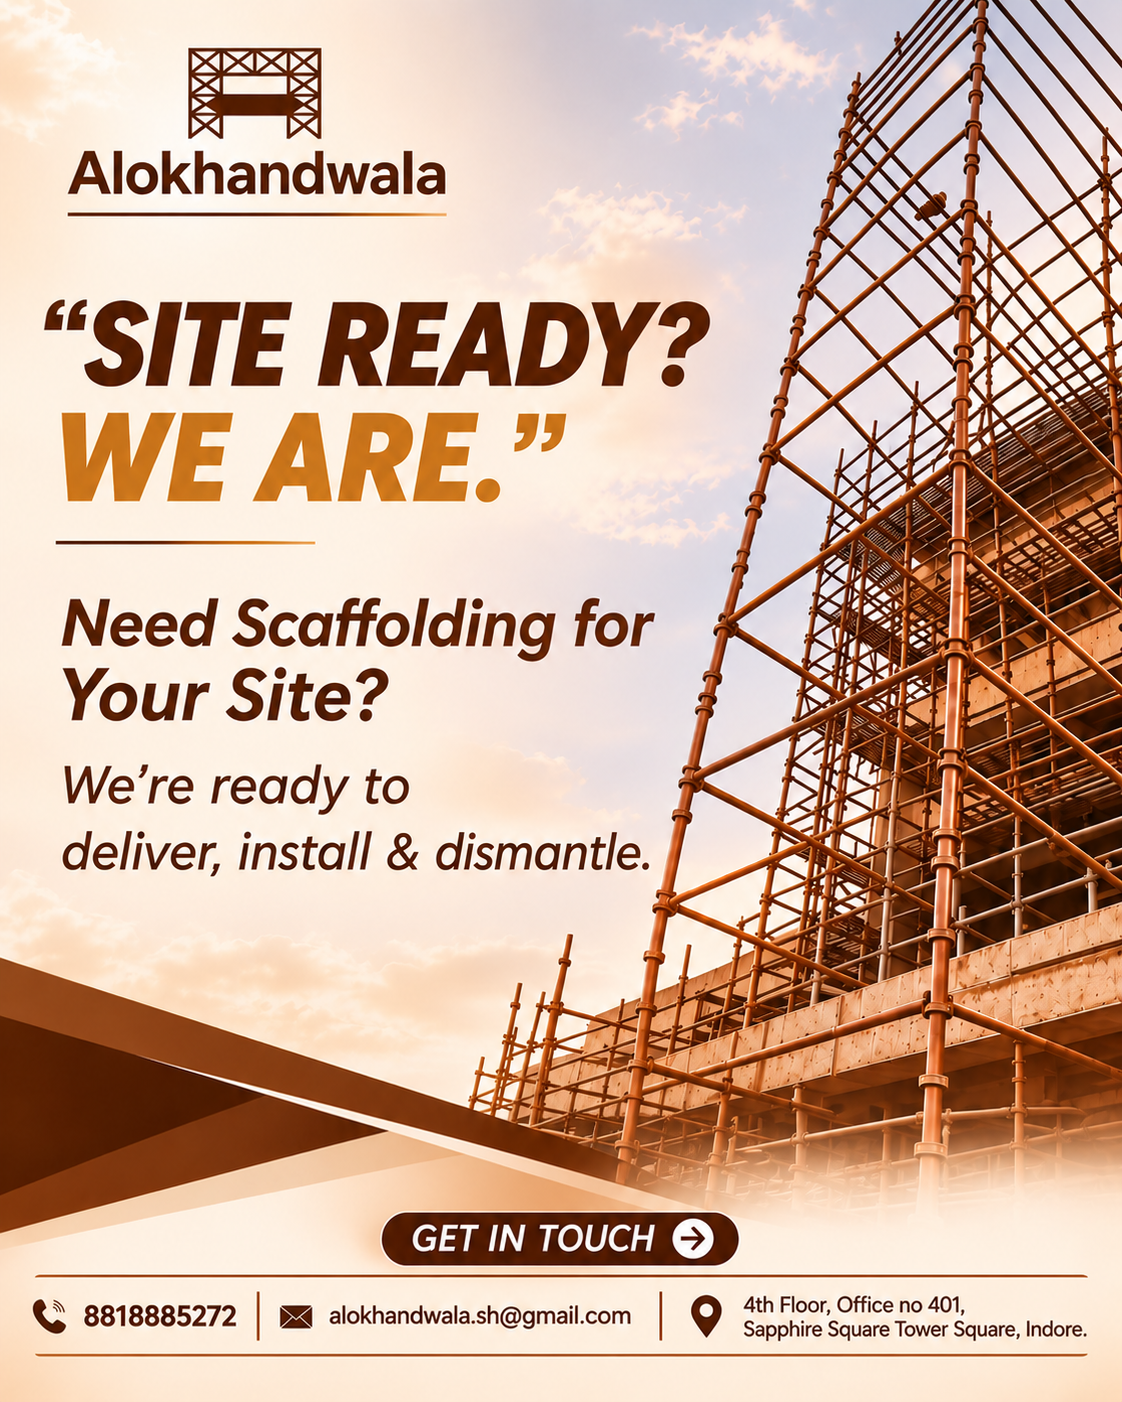 Alokhandwala
“SITE READY?
WE ARE.”
Need Scaffolding for
Your Site?
We’re ready to
deliver, install & dismantle.
GET IN TOUCH
8818885272
alokhandwala.sh@gmail.com
4th Floor, Office no 401,
Sapphire Square Tower Square, Indore.